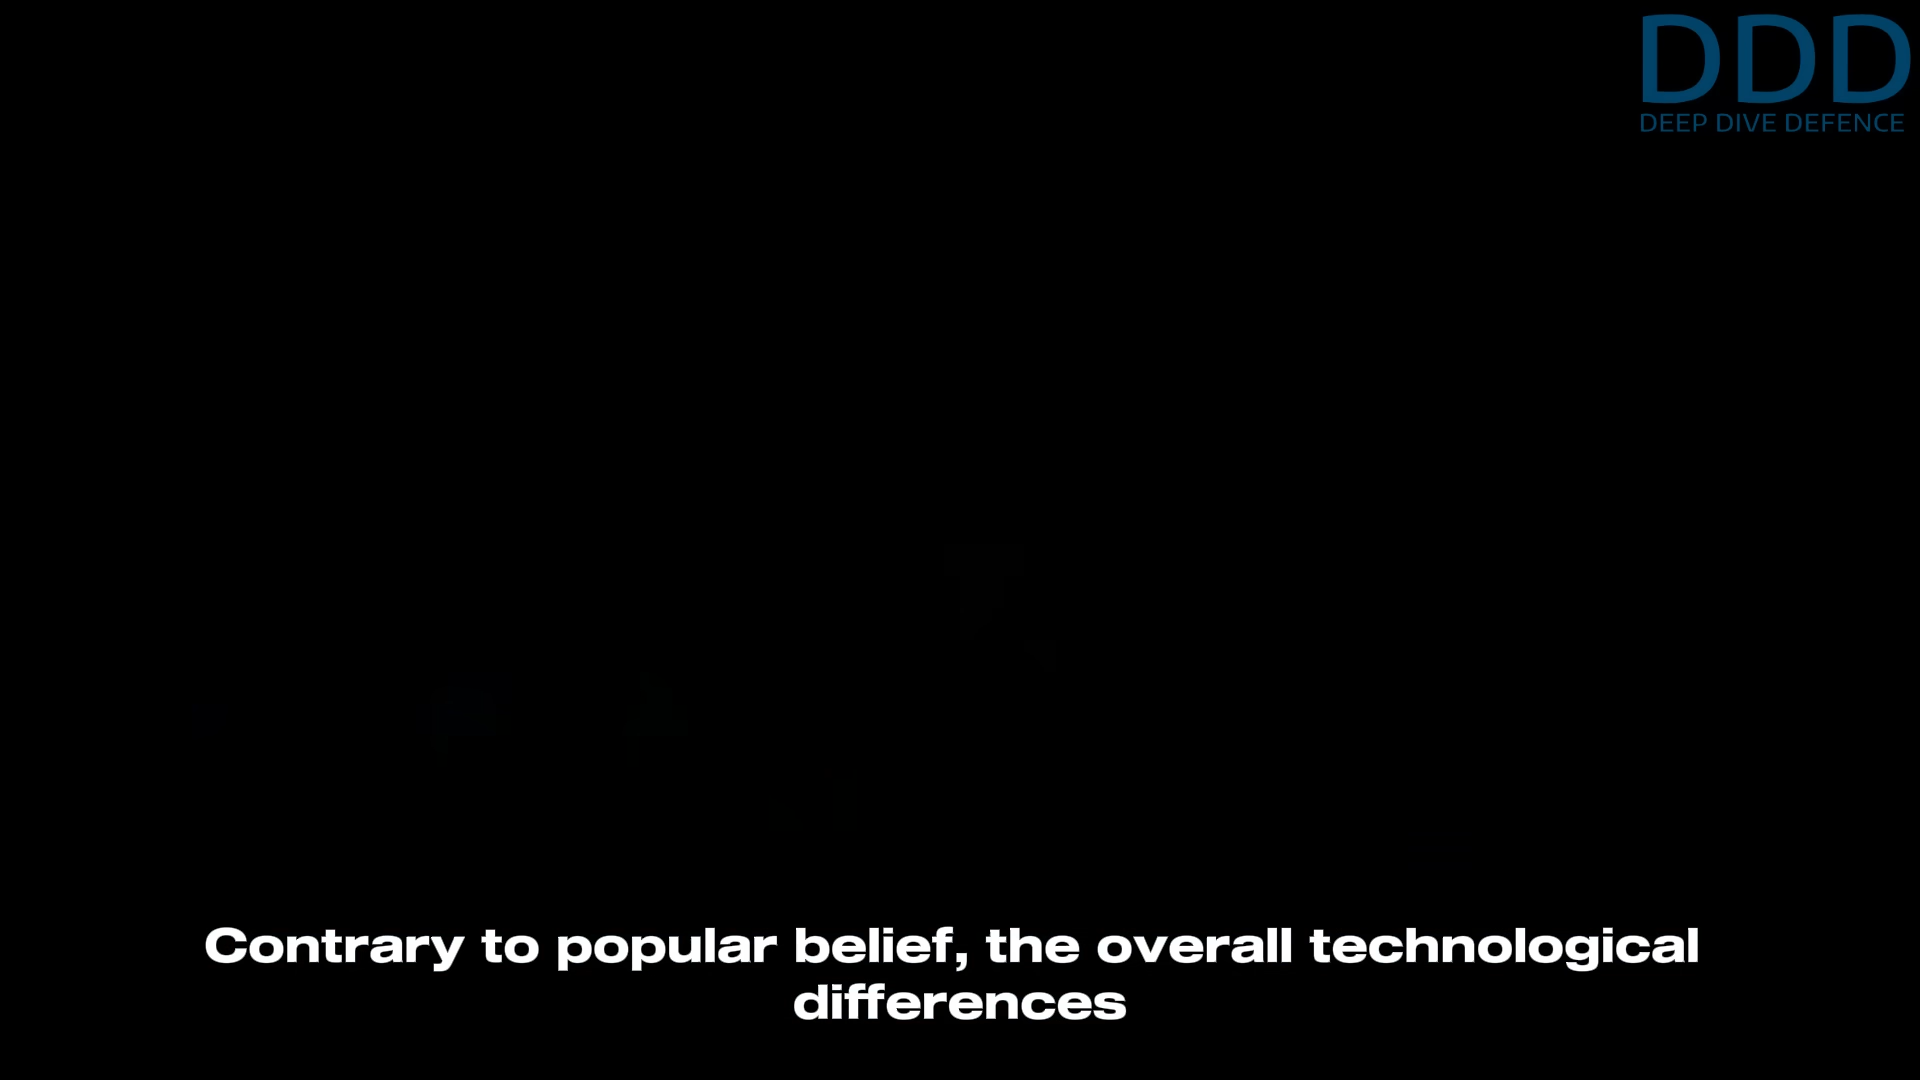 DDD
DEEP DIVE DEFENCE
Contrary to popular belief, the overall technological
differences